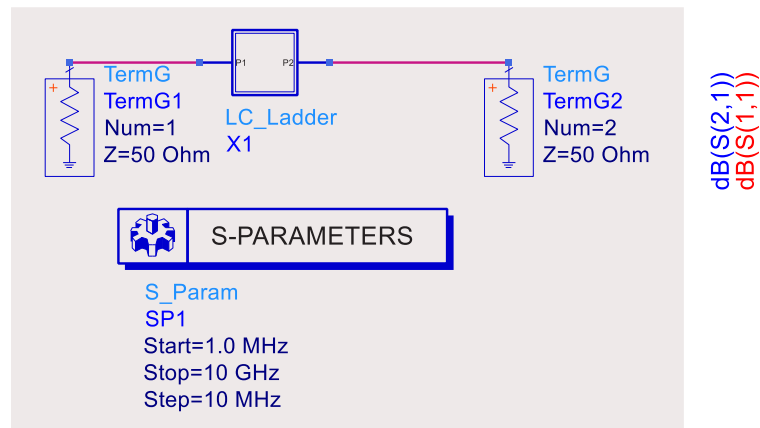 P1
P2
TermG
TermG1
Num=1
Z=50 Ohm
LC_Ladder
X1
TermG
TermG2
Num=2
Z=50 Ohm
S-PARAMETERS
S_Param
SP1
Start=1.0 MHz
Stop=10 GHz
Step=10 MHz
dB(S(2,1))
dB(S(1,1))